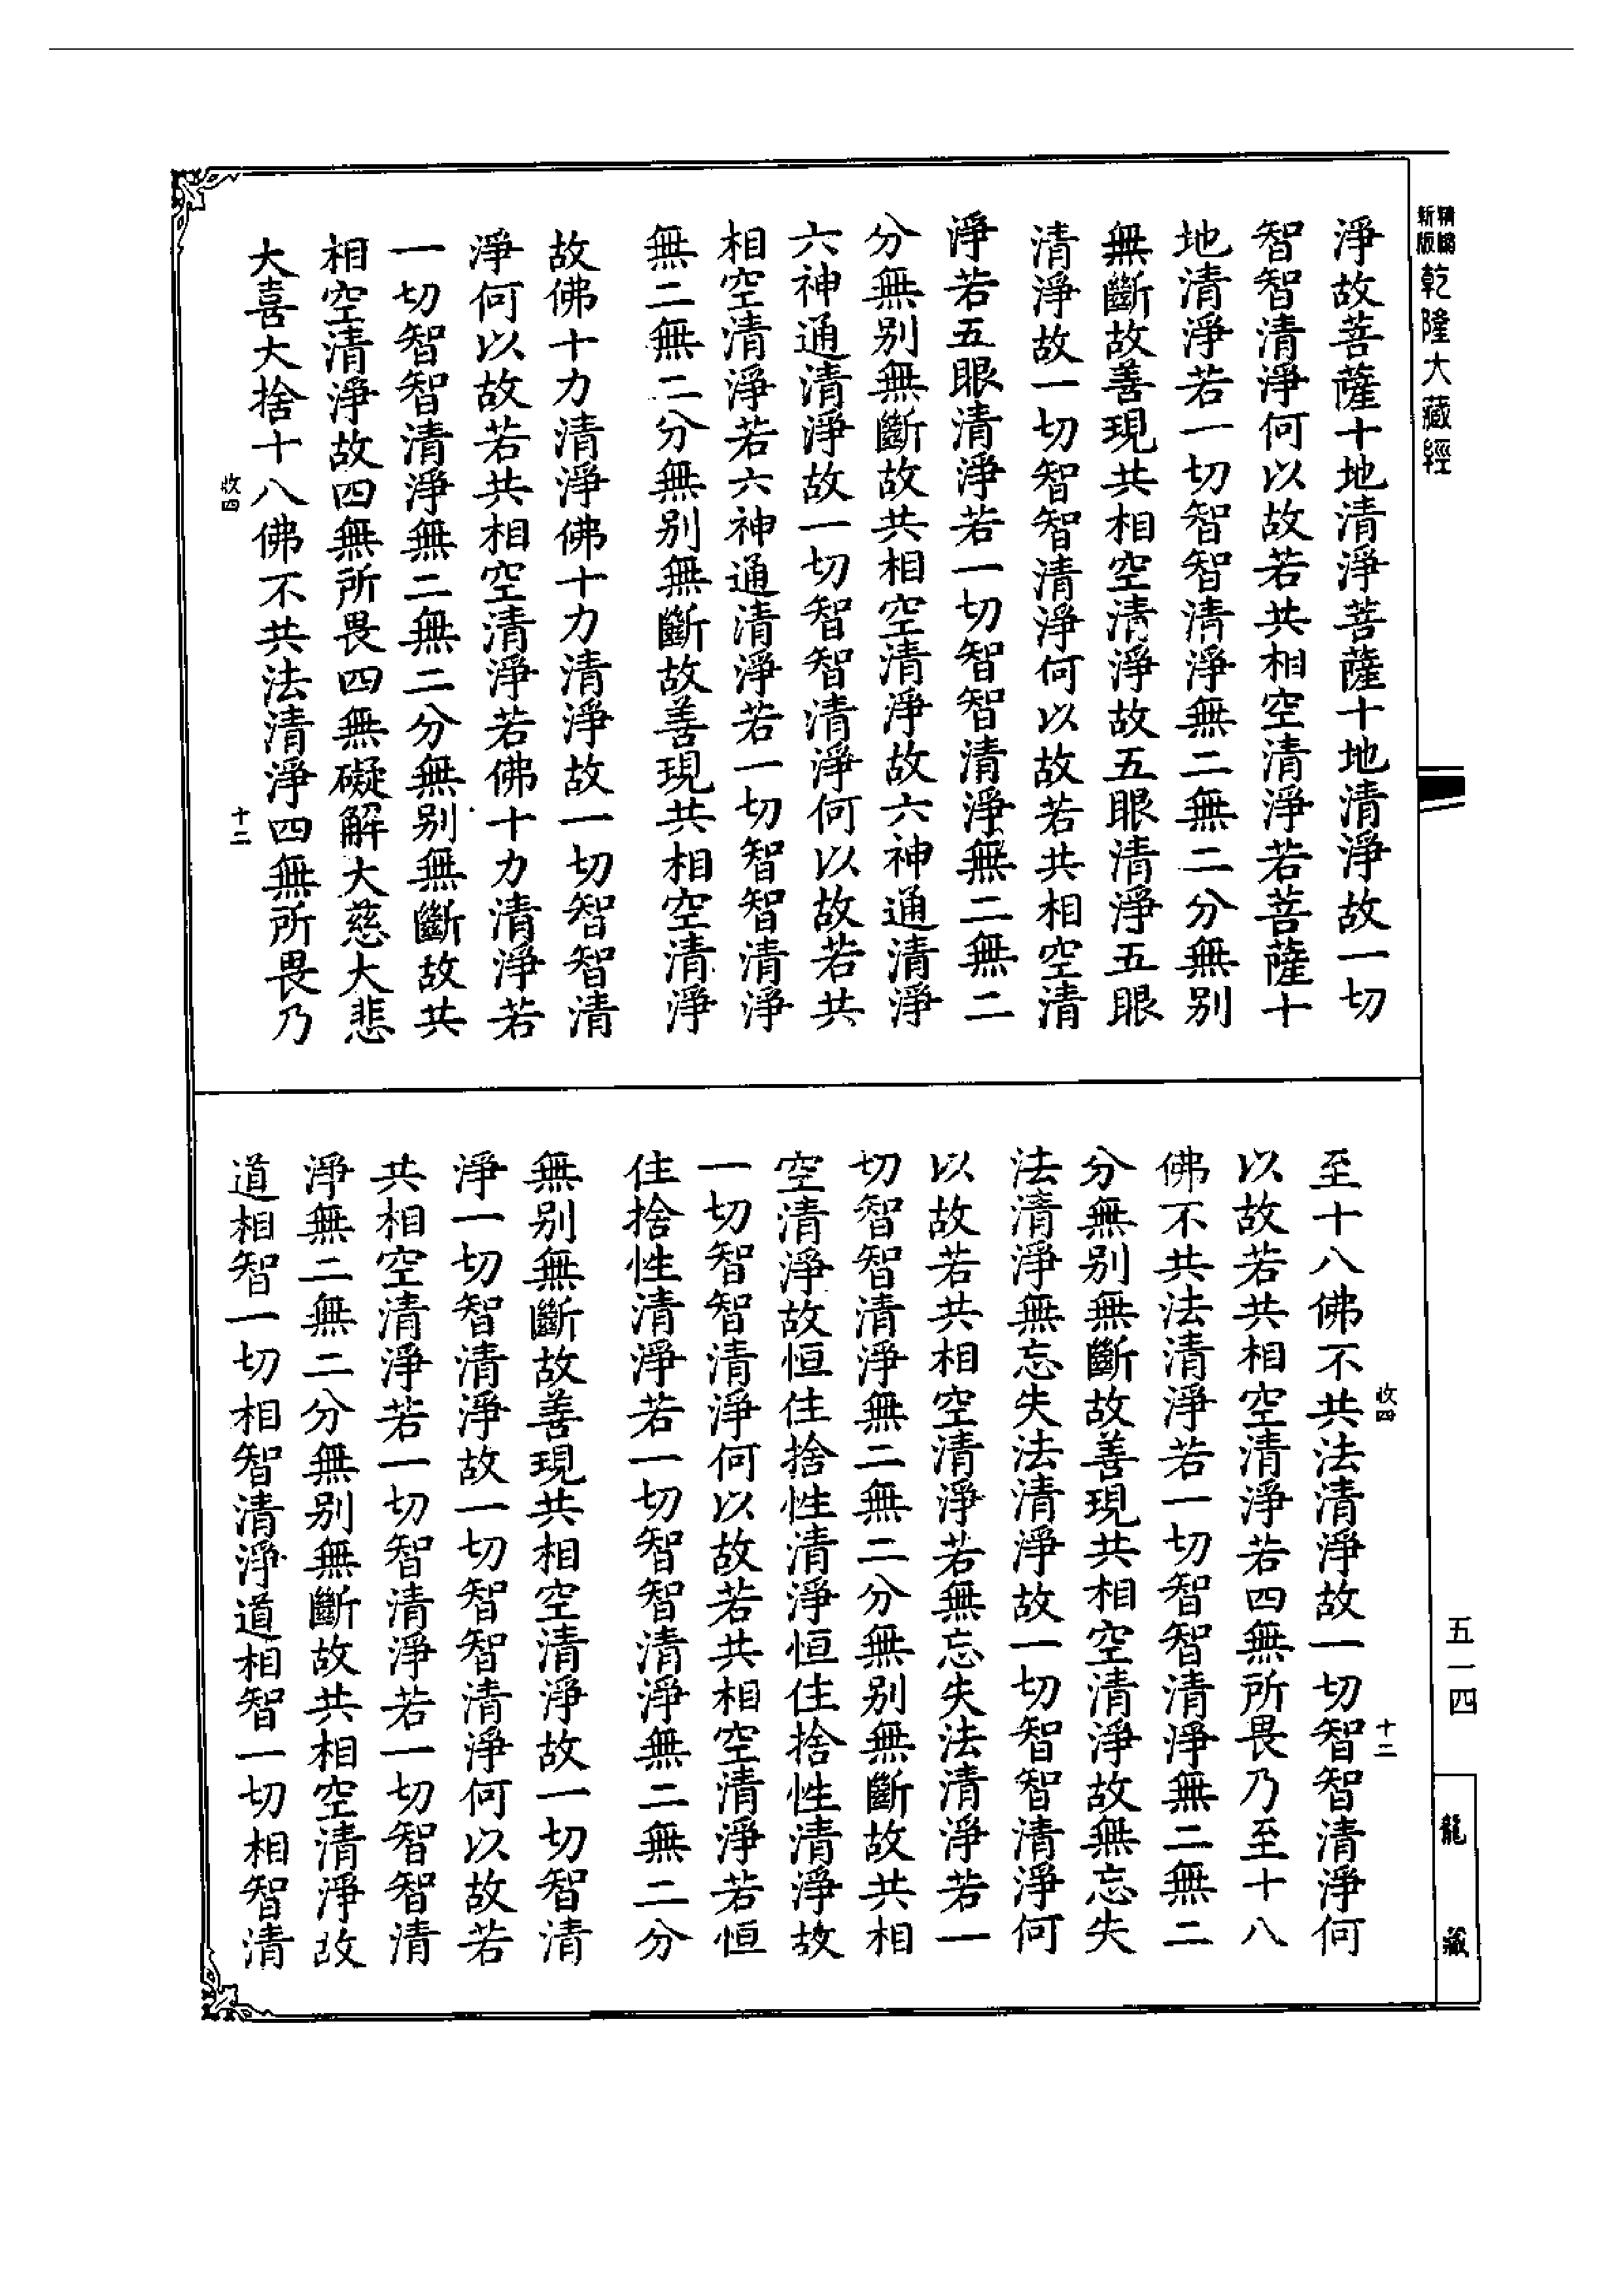 新版精編乾隆大藏經
淨故菩薩十地清淨菩薩十地清淨故一切
智智清淨何以故若共相空清淨若菩薩十
地清淨若一切智智清淨無二無二分無别
無斷故善現共相空清淨故五眼清淨五眼
清淨故一切智智清淨何以故若共相空清
淨若五眼清淨若一切智智清淨無二無二
分無别無斷故共相空清淨故六神通清淨
六神通清淨故一切智智清淨何以故若共
相空清淨若六神通清淨若一切智智清淨
無二無二分無别無斷故善現共相空清淨
故佛十力清淨佛十力清淨故一切智智清
淨何以故若共相空清淨若佛十力清淨若
一切智智清淨無二無二分無别無斷故共
相空清淨故四無所畏四無礙解大慈大悲
大喜大捨十八佛不共法清淨四無所畏乃
收四 十二
收四 十二
至十八佛不共法清淨故一切智智清淨何
以故若共相空清淨若四無所畏乃至十八
佛不共法清淨若一切智智清淨無二無二
分無别無斷故善現共相空清淨故無忘失
法清淨無忘失法清淨故一切智智清淨何
以故若共相空清淨若無忘失法清淨若一
切智智清淨無二無二分無别無斷故共相
空清淨故恒住捨性清淨恒住捨性清淨故
一切智智清淨何以故若共相空清淨若恒
住捨性清淨若一切智智清淨無二無二分
無别無斷故善現共相空清淨故一切智清
淨一切智清淨故一切智智清淨何以故若
共相空清淨若一切智清淨若一切智智清
淨無二無二分無别無斷故共相空清淨故
道相智一切相智清淨道相智一切相智清
五一四
龍藏